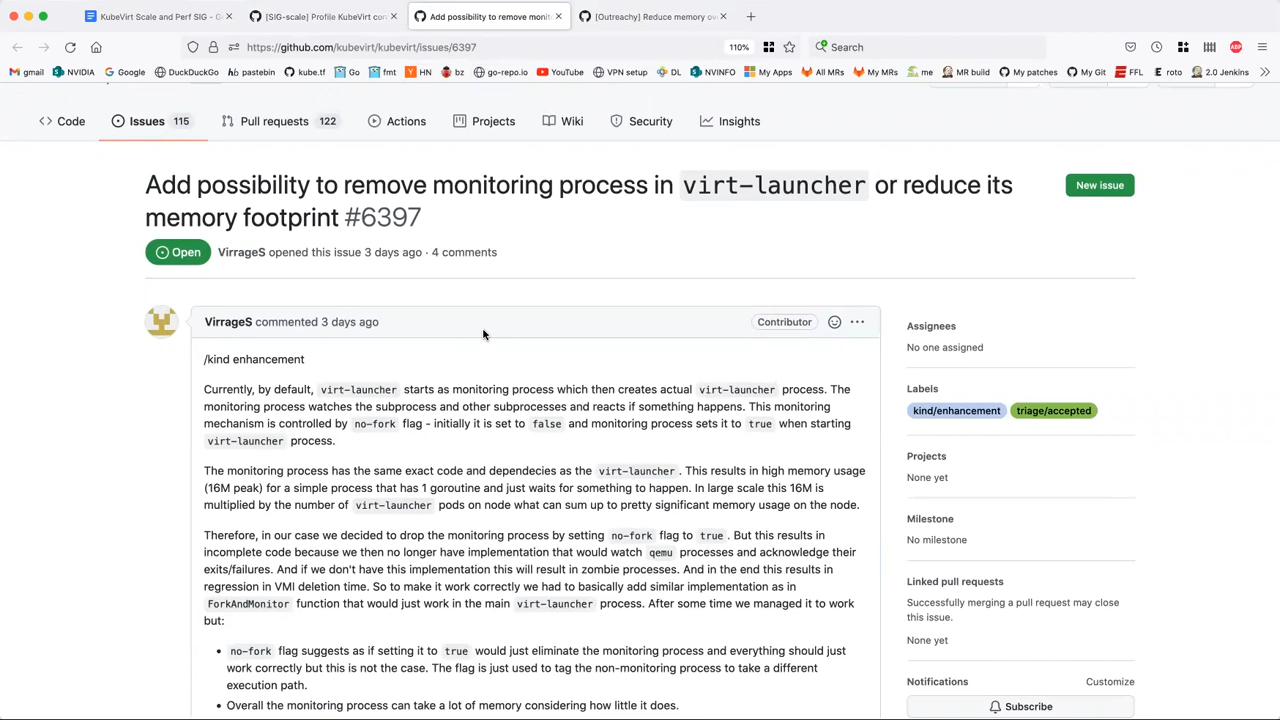 KubeVirt Scale and Perf SIG - G
[SIG-scale] Profile KubeVirt con
Add possibility to remove monito
[Outreachy] Reduce memory ov
https://github.com/kubevirt/kubevirt/issues/6397
110%
Search
gmail
NVIDIA
Google
DuckDuckGo
pastebin
kube.tf
Go
fmt
HN
bz
go-repo.io
YouTube
VPN setup
DL
NVINFO
My Apps
All MRs
My MRs
me
MR build
My patches
My Git
FFL
roto
2.0 Jenkins
Code
Issues 115
Pull requests 122
Actions
Projects
Wiki
Security
Insights
Add possibility to remove monitoring process in virt-launcher or reduce its
memory footprint #6397
New issue
Open
VirrageS opened this issue 3 days ago · 4 comments
VirrageS commented 3 days ago
Contributor
/kind enhancement
Currently, by default, virt-launcher starts as monitoring process which then creates actual virt-launcher process. The
monitoring process watches the subprocess and other subprocesses and reacts if something happens. This monitoring
mechanism is controlled by no-fork flag - initially it is set to false and monitoring process sets it to true when starting
virt-launcher process.
The monitoring process has the same exact code and dependecies as the virt-launcher. This results in high memory usage
(16M peak) for a simple process that has 1 goroutine and just waits for something to happen. In large scale this 16M is
multiplied by the number of virt-launcher pods on node what can sum up to pretty significant memory usage on the node.
Therefore, in our case we decided to drop the monitoring process by setting no-fork flag to true. But this results in
incomplete code because we then no longer have implementation that would watch qemu processes and acknowledge their
exits/failures. And if we don't have this implementation this will result in zombie processes. And in the end this results in
regression in VMI deletion time. So to make it work correctly we had to basically add similar implementation as in
ForkAndMonitor function that would just work in the main virt-launcher process. After some time we managed it to work
but:
• no-fork flag suggests as if setting it to true would just eliminate the monitoring process and everything should just
work correctly but this is not the case. The flag is just used to tag the non-monitoring process to take a different
execution path.
• Overall the monitoring process can take a lot of memory considering how little it does.
Assignees
No one assigned
Labels
kind/enhancement
triage/accepted
Projects
None yet
Milestone
No milestone
Linked pull requests
Successfully merging a pull request may close
this issue.
None yet
Notifications
Customize
Subscribe